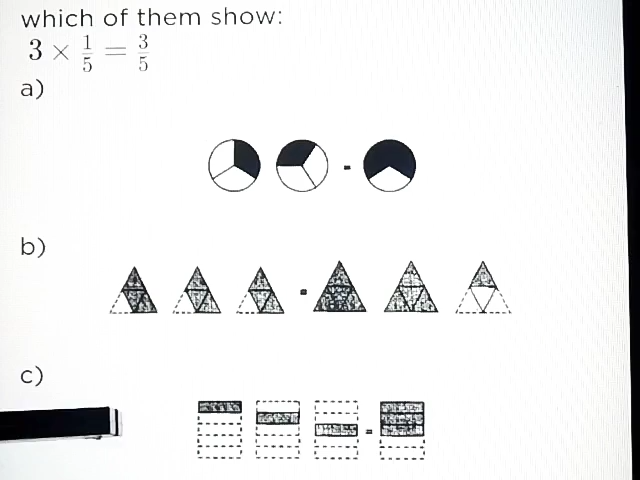 which of them show:
3 × 1/5 = 3/5
a)
b)
c)